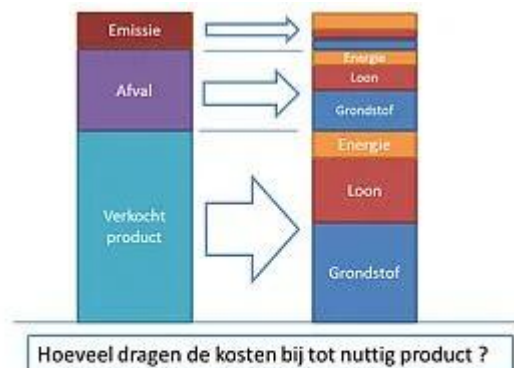 Emissie
Afval
Verkocht
product
Energie
Loon
Grondstof
Energie
Loon
Grondstof
Hoeveel dragen de kosten bij tot nuttig product ?